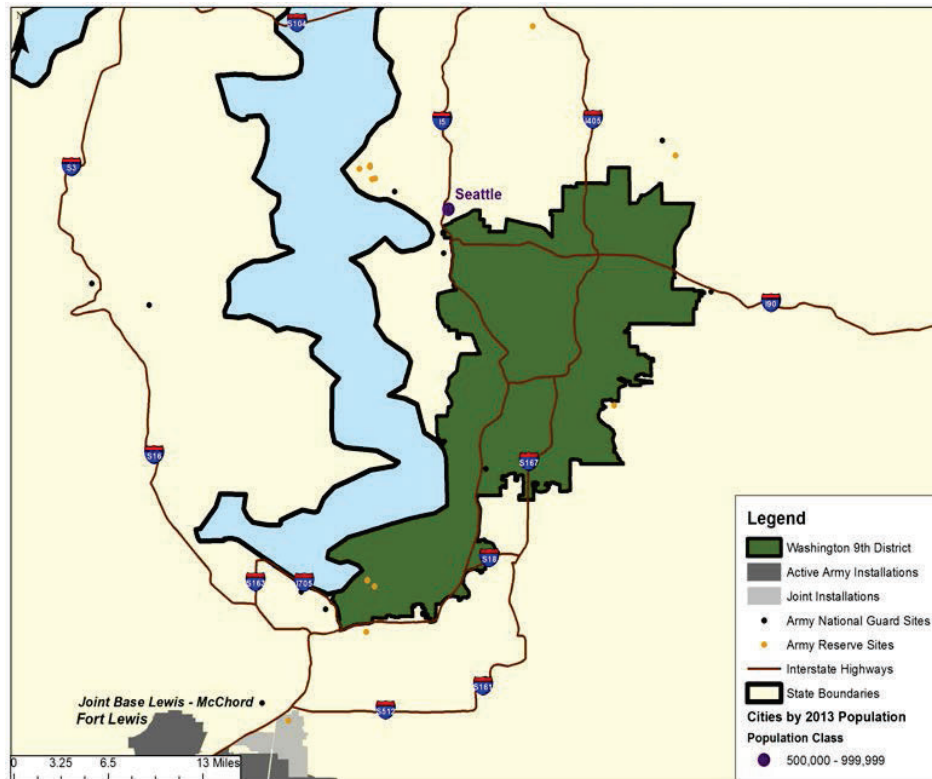 N
S104
I5
I405
S3
Seattle
I90
S16
S167
S18
S163
I705
S161
S512
Joint Base Lewis - McChord
Fort Lewis
0 3.25 6.5 13 Miles
Legend
Washington 9th District
Active Army Installations
Joint Installations
Army National Guard Sites
Army Reserve Sites
Interstate Highways
State Boundaries
Cities by 2013 Population
Population Class
500,000 - 999,999